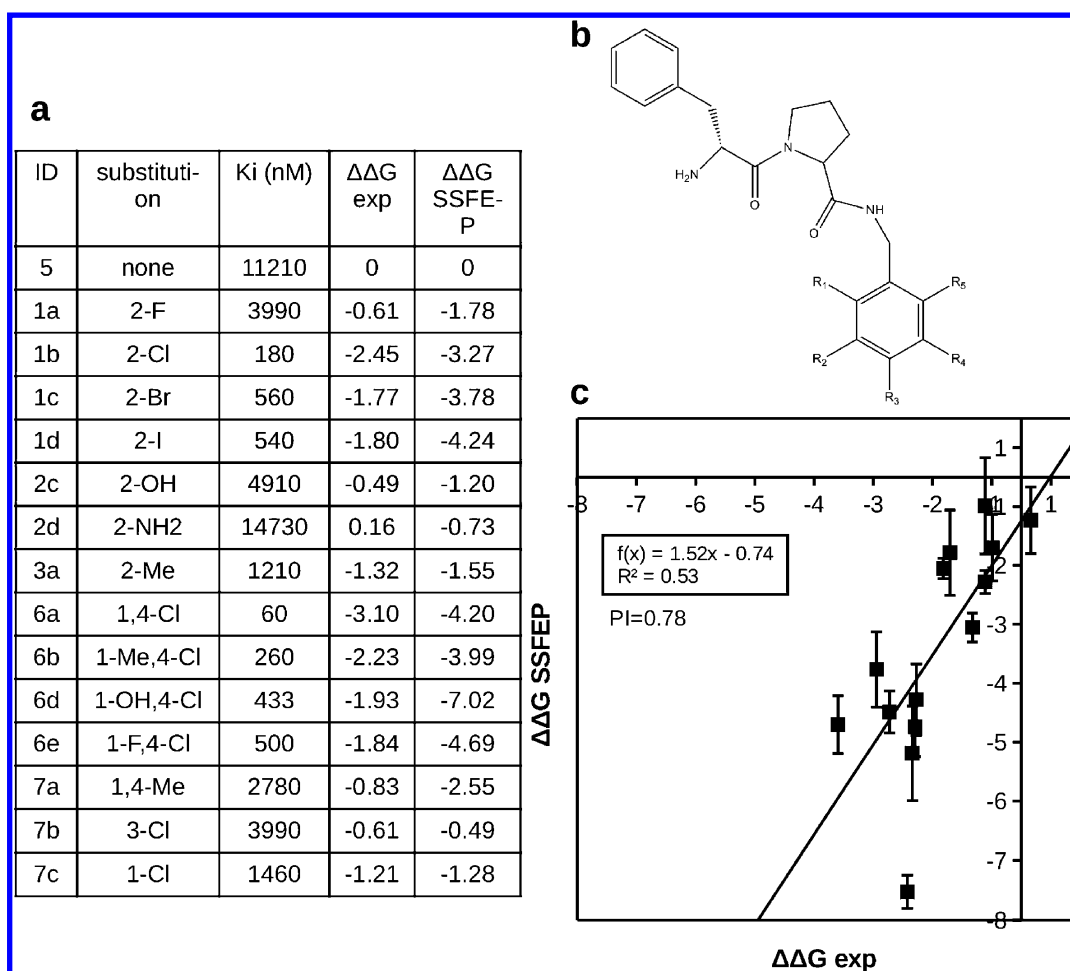 a
ID substituti- Ki (nM) ΔΔG ΔΔG
on exp SSFE-
P
5 none 11210 0 0
1a 2-F 3990 -0.61 -1.78
1b 2-Cl 180 -2.45 -3.27
1c 2-Br 560 -1.77 -3.78
1d 2-I 540 -1.80 -4.24
2c 2-OH 4910 -0.49 -1.20
2d 2-NH2 14730 0.16 -0.73
3a 2-Me 1210 -1.32 -1.55
6a 1,4-Cl 60 -3.10 -4.20
6b 1-Me,4-Cl 260 -2.23 -3.99
6d 1-OH,4-Cl 433 -1.93 -7.02
6e 1-F,4-Cl 500 -1.84 -4.69
7a 1,4-Me 2780 -0.83 -2.55
7b 3-Cl 3990 -0.61 -0.49
7c 1-Cl 1460 -1.21 -1.28
b
N
H₂N
O
NH
O
R₁ R₅
R₂ R₄
R₃
c
1
-8 -7 -6 -5 -4 -3 -2 -1 1
-1
-2
-3
-4
-5
-6
-7
-8
f(x) = 1.52x - 0.74
R² = 0.53
PI=0.78
ΔΔG SSFEP
ΔΔG exp